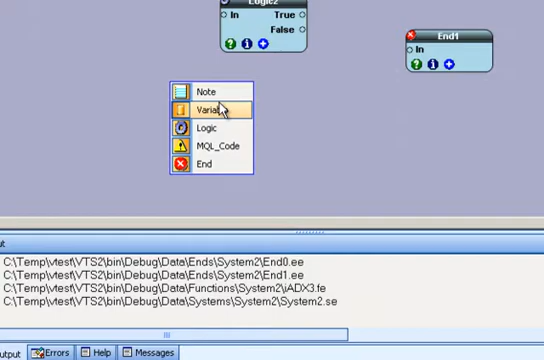 Logic2
In True
False
End1
In
Note
Variable
Logic
MQL_Code
End
ut
C:\Temp\vtest\VTS2\bin\Debug\Data\Ends\System2\End0.ee
C:\Temp\vtest\VTS2\bin\Debug\Data\Ends\System2\End1.ee
C:\Temp\vtest\VTS2\bin\Debug\Data\Functions\System2\iADX3.fe
C:\Temp\vtest\VTS2\bin\Debug\Data\Systems\System2\System2.se
utput Errors Help Messages